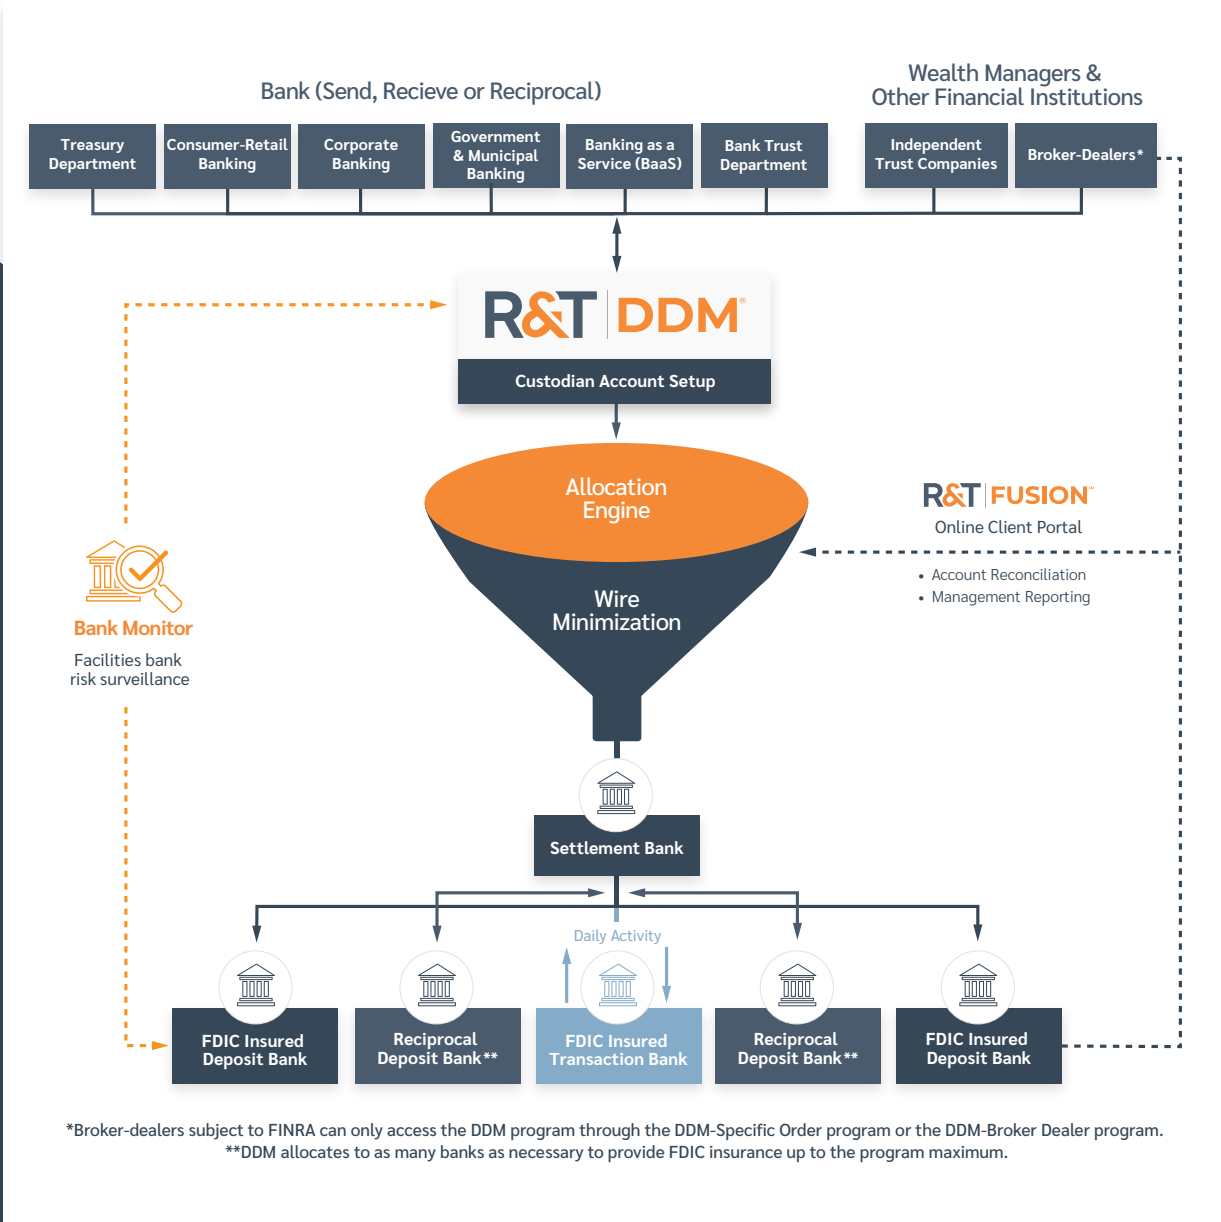 Bank (Send, Recieve or Reciprocal)
Wealth Managers &
Other Financial Institutions
Treasury
Department
Consumer-Retail
Banking
Corporate
Banking
Government
& Municipal
Banking
Banking as a
Service (BaaS)
Bank Trust
Department
Independent
Trust Companies
Broker-Dealers*
R&T DDM®
Custodian Account Setup
Allocation
Engine
Wire
Minimization
R&T FUSION™
Online Client Portal
• Account Reconciliation
• Management Reporting
Bank Monitor
Facilities bank
risk surveillance
Settlement Bank
Daily Activity
FDIC Insured
Deposit Bank
Reciprocal
Deposit Bank**
FDIC Insured
Transaction Bank
Reciprocal
Deposit Bank**
FDIC Insured
Deposit Bank
*Broker-dealers subject to FINRA can only access the DDM program through the DDM-Specific Order program or the DDM-Broker Dealer program.
**DDM allocates to as many banks as necessary to provide FDIC insurance up to the program maximum.